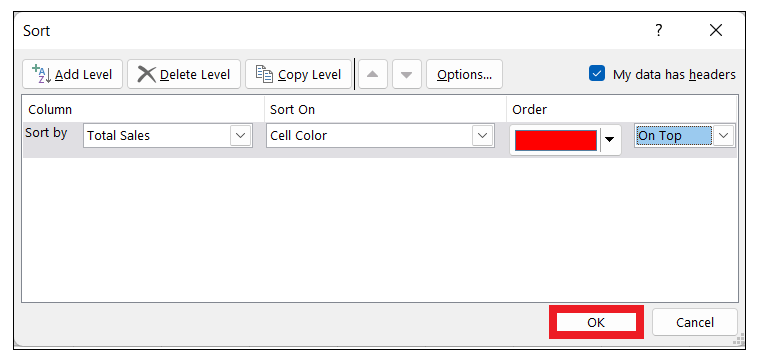 Sort ?
Add Level Delete Level Copy Level Options... My data has headers
Column Sort On Order
Sort by Total Sales Cell Color On Top
OK Cancel